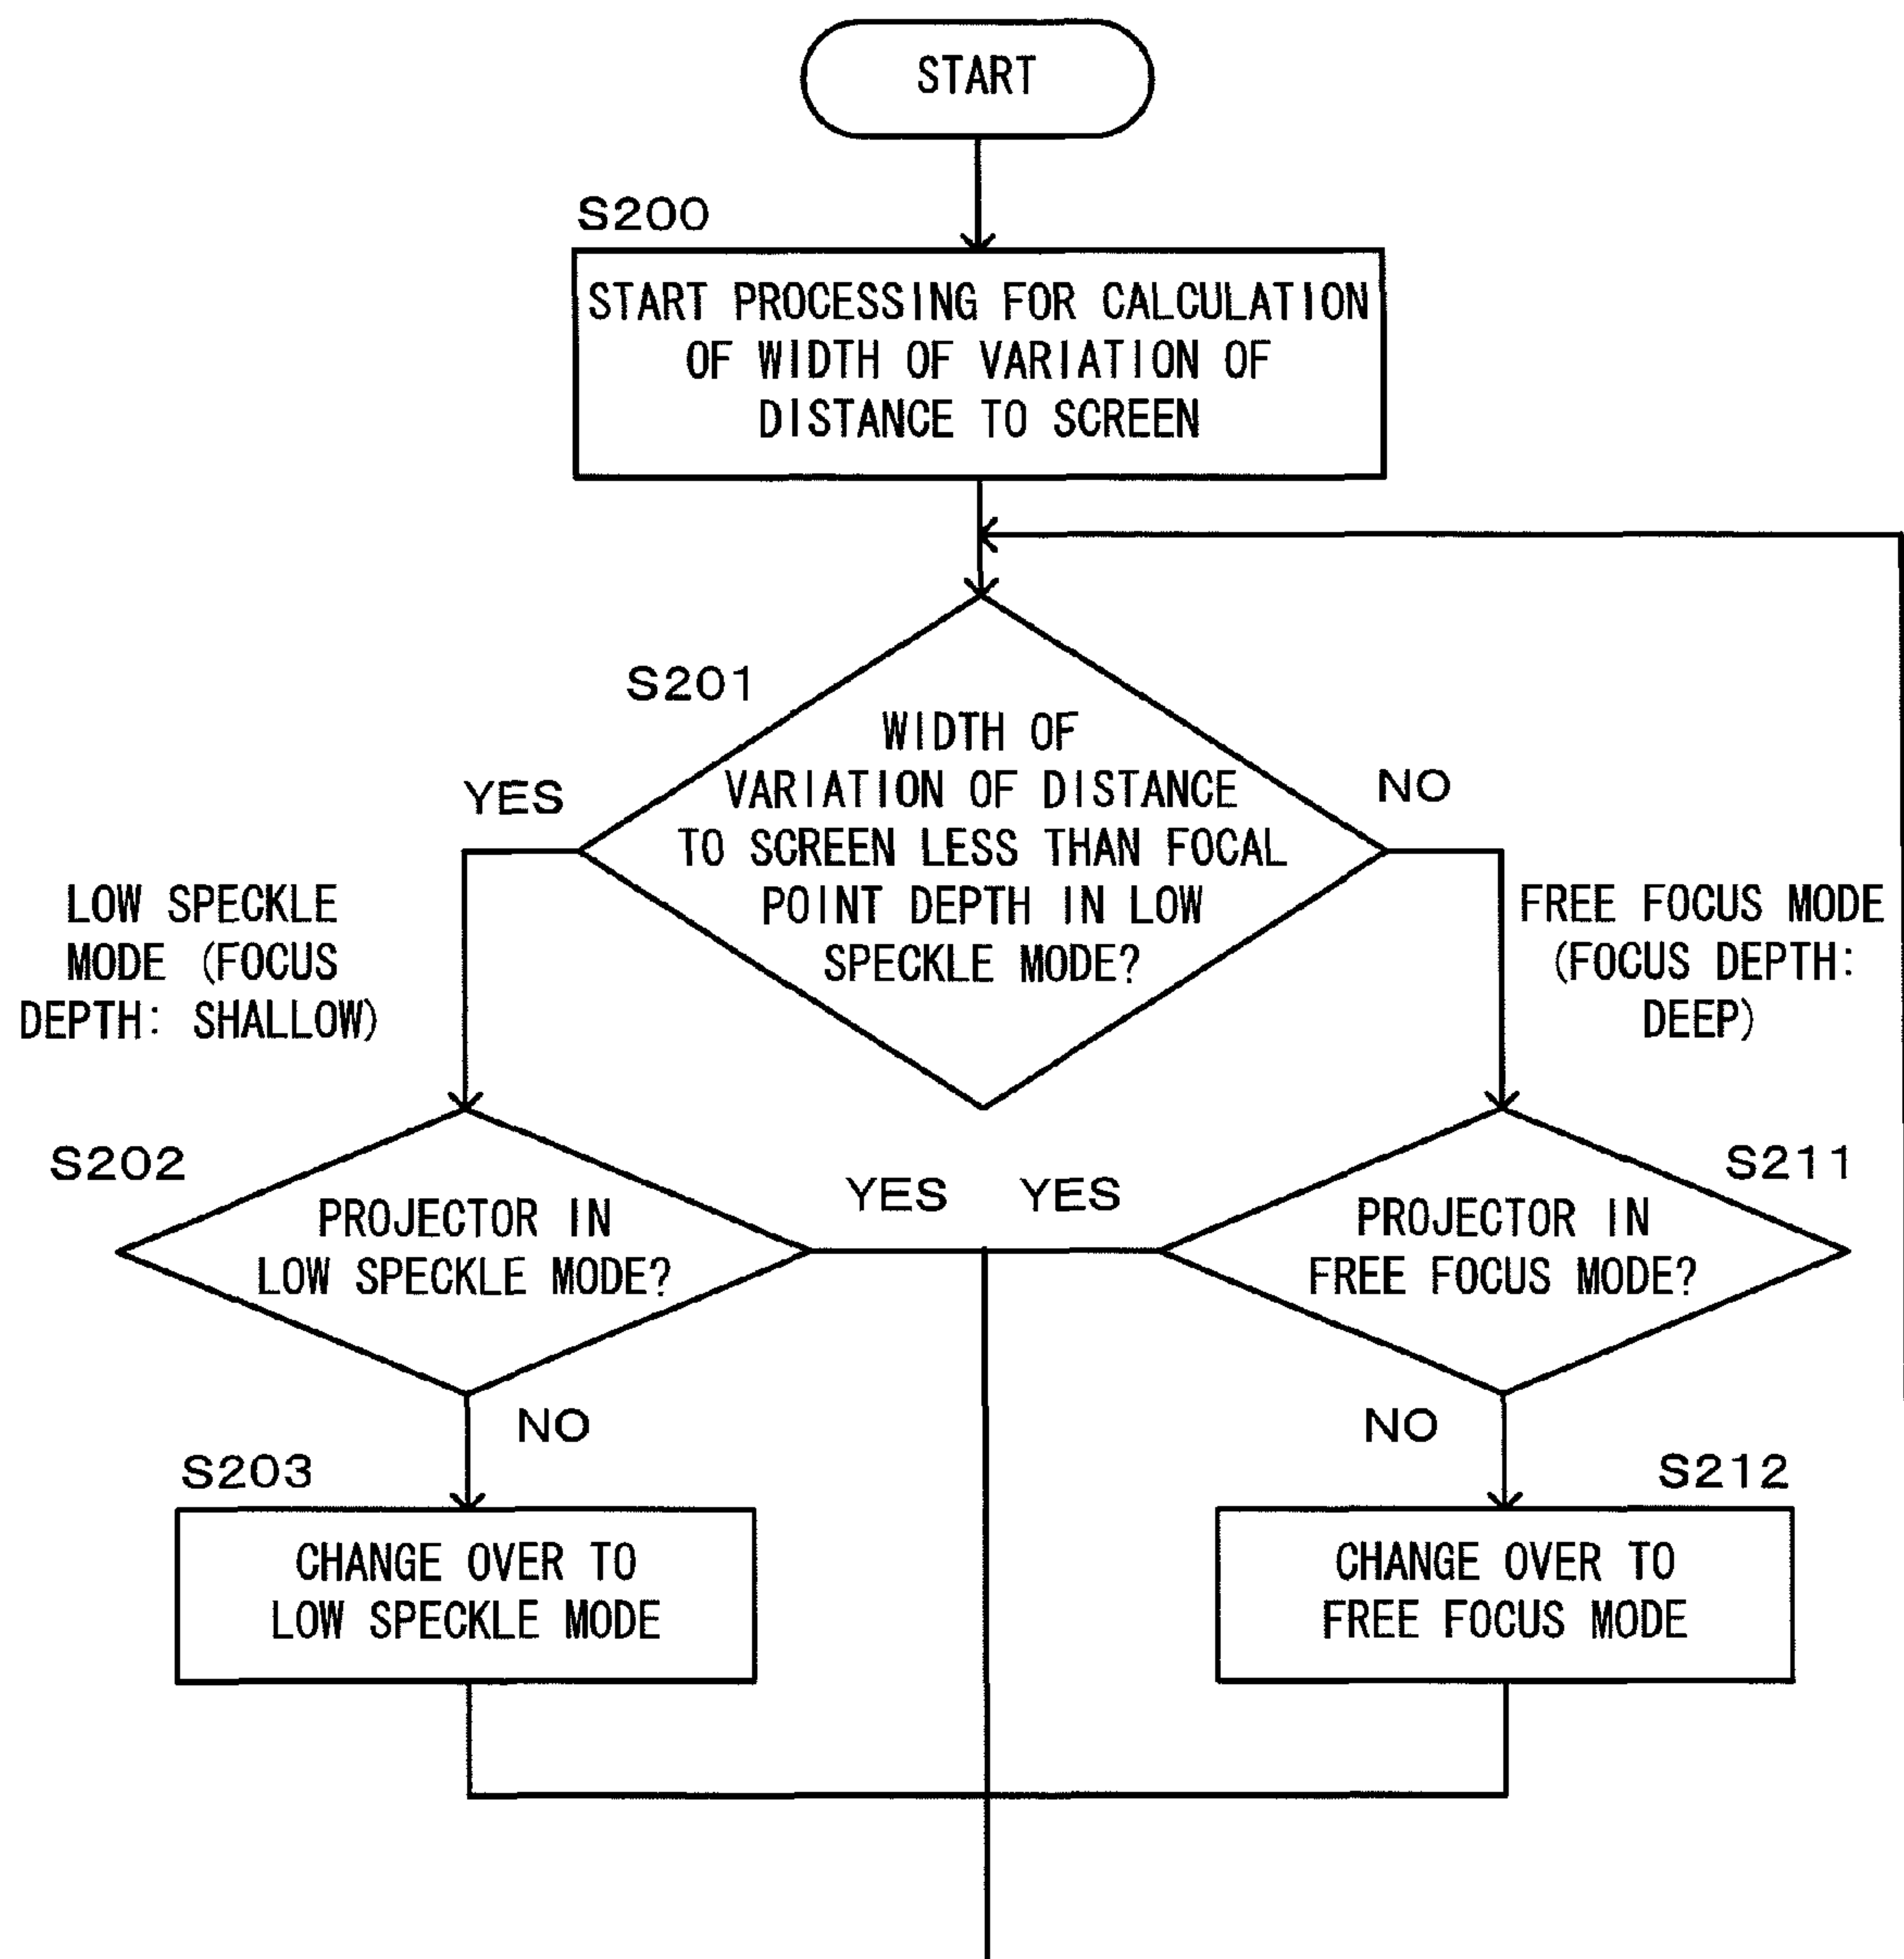 START
S200
START PROCESSING FOR CALCULATION
OF WIDTH OF VARIATION OF
DISTANCE TO SCREEN
S201
WIDTH OF
VARIATION OF DISTANCE
TO SCREEN LESS THAN FOCAL
POINT DEPTH IN LOW
SPECKLE MODE?
YES
NO
LOW SPECKLE
MODE (FOCUS
DEPTH: SHALLOW)
FREE FOCUS MODE
(FOCUS DEPTH:
DEEP)
S202
PROJECTOR IN
LOW SPECKLE MODE?
YES
YES
S211
PROJECTOR IN
FREE FOCUS MODE?
NO
NO
S203
CHANGE OVER TO
LOW SPECKLE MODE
S212
CHANGE OVER TO
FREE FOCUS MODE